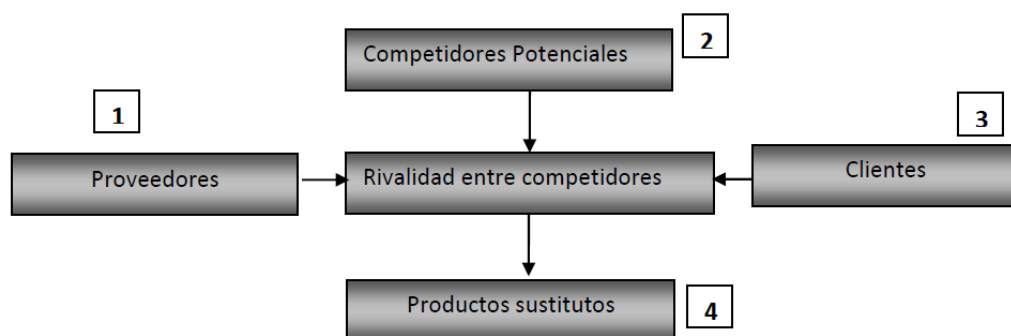 Competidores Potenciales
2
1
3
Proveedores
Rivalidad entre competidores
Clientes
Productos sustitutos
4